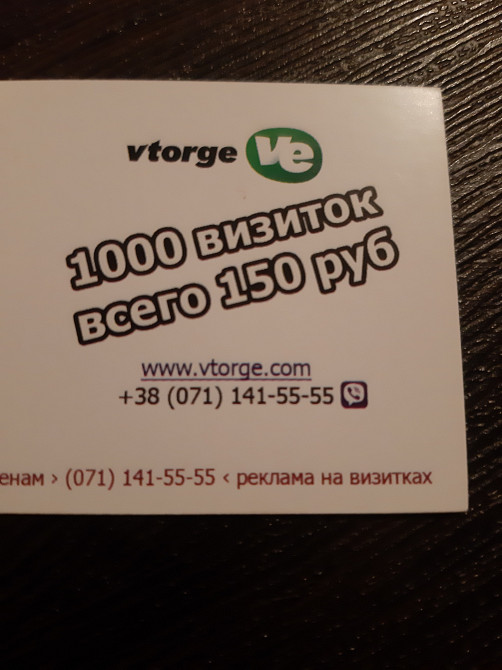 vtorge Ve
1000 визиток
всего 150 руб
www.vtorge.com
+38 (071) 141-55-55
енам › (071) 141-55-55 ‹ реклама на визитках